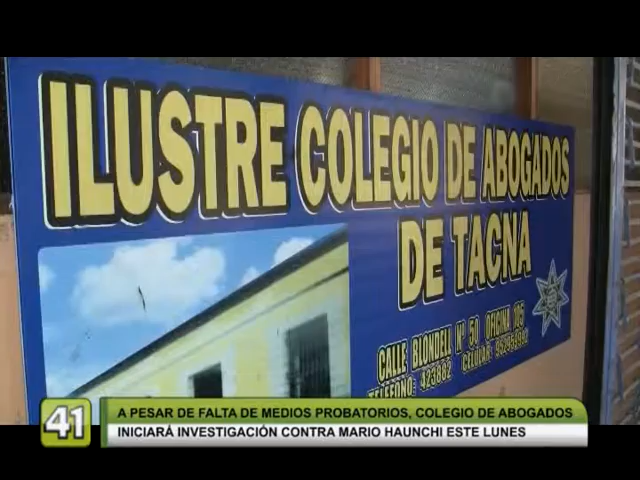 ILUSTRE COLEGIO DE ABOGADOS
DE TACNA
CALLE BLONDELL N° 50 OFICINA 105
TELEFONO: 423882 CELULAR:
41
A PESAR DE FALTA DE MEDIOS PROBATORIOS, COLEGIO DE ABOGADOS
INICIARÁ INVESTIGACIÓN CONTRA MARIO HAUNCHI ESTE LUNES